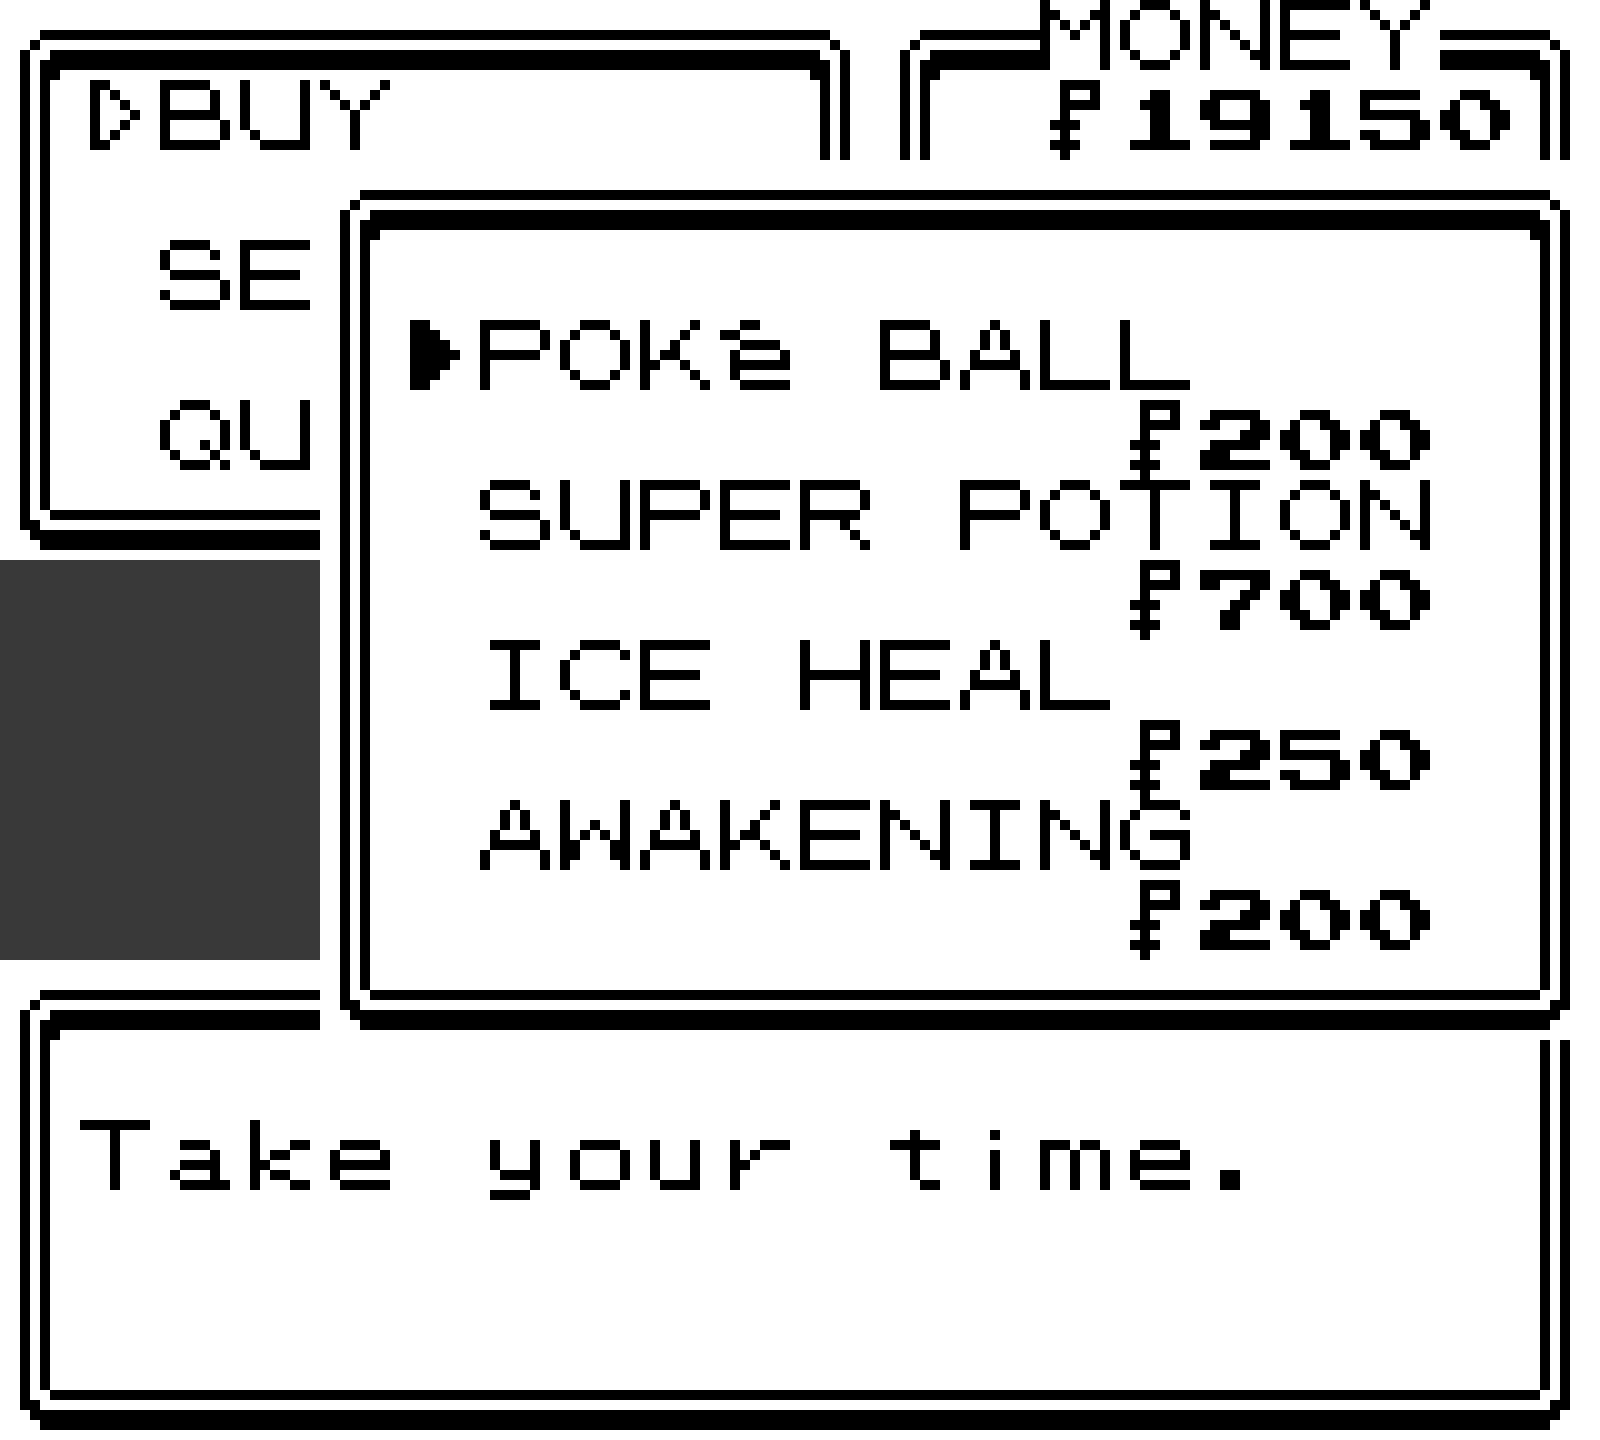 MONEY
▷BUY
₽19150
SE
▶POKé BALL
₽200
QU
SUPER POTION
₽700
ICE HEAL
₽250
AWAKENING
₽200
Take your time.